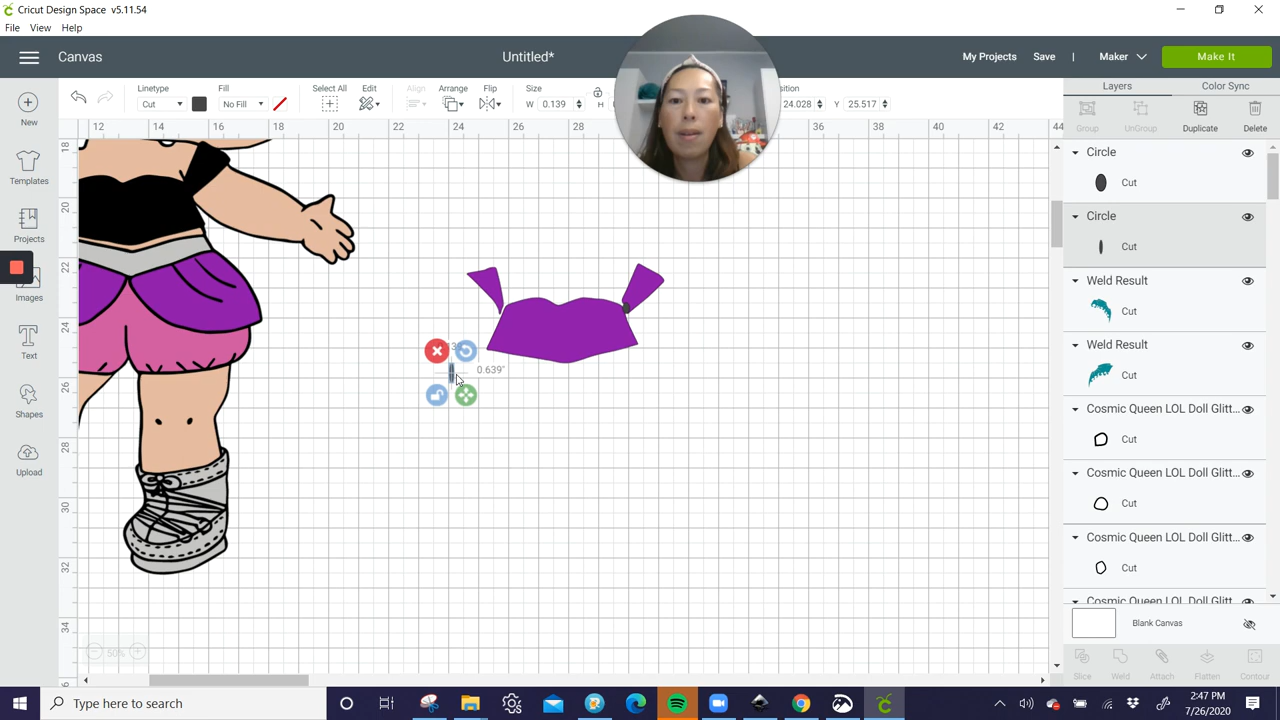 Cricut Design Space v5.11.54
File View Help
Canvas
Untitled*
My Projects Save | Maker Make It
Linetype Fill Select All Edit Align Arrange Flip Size
Cut No Fill W 0.139 H 24.028 Y 25.517
Layers Color Sync
New
Templates
Projects
Images
Text
Shapes
Upload
12 14 16 18 20 22 24 26 28 36 38 40 42 44
18
20
22
24
26
28
30
32
34
Group UnGroup Duplicate Delete
Circle
Cut
Circle
Cut
Weld Result
Cut
Weld Result
Cut
Cosmic Queen LOL Doll Glitt...
Cut
Cosmic Queen LOL Doll Glitt...
Cut
Cosmic Queen LOL Doll Glitt...
Cut
Cosmic Queen LOL Doll Glitt...
Blank Canvas
Slice Weld Attach Flatten Contour
0.639"
50%
Type here to search
2:47 PM
7/26/2020